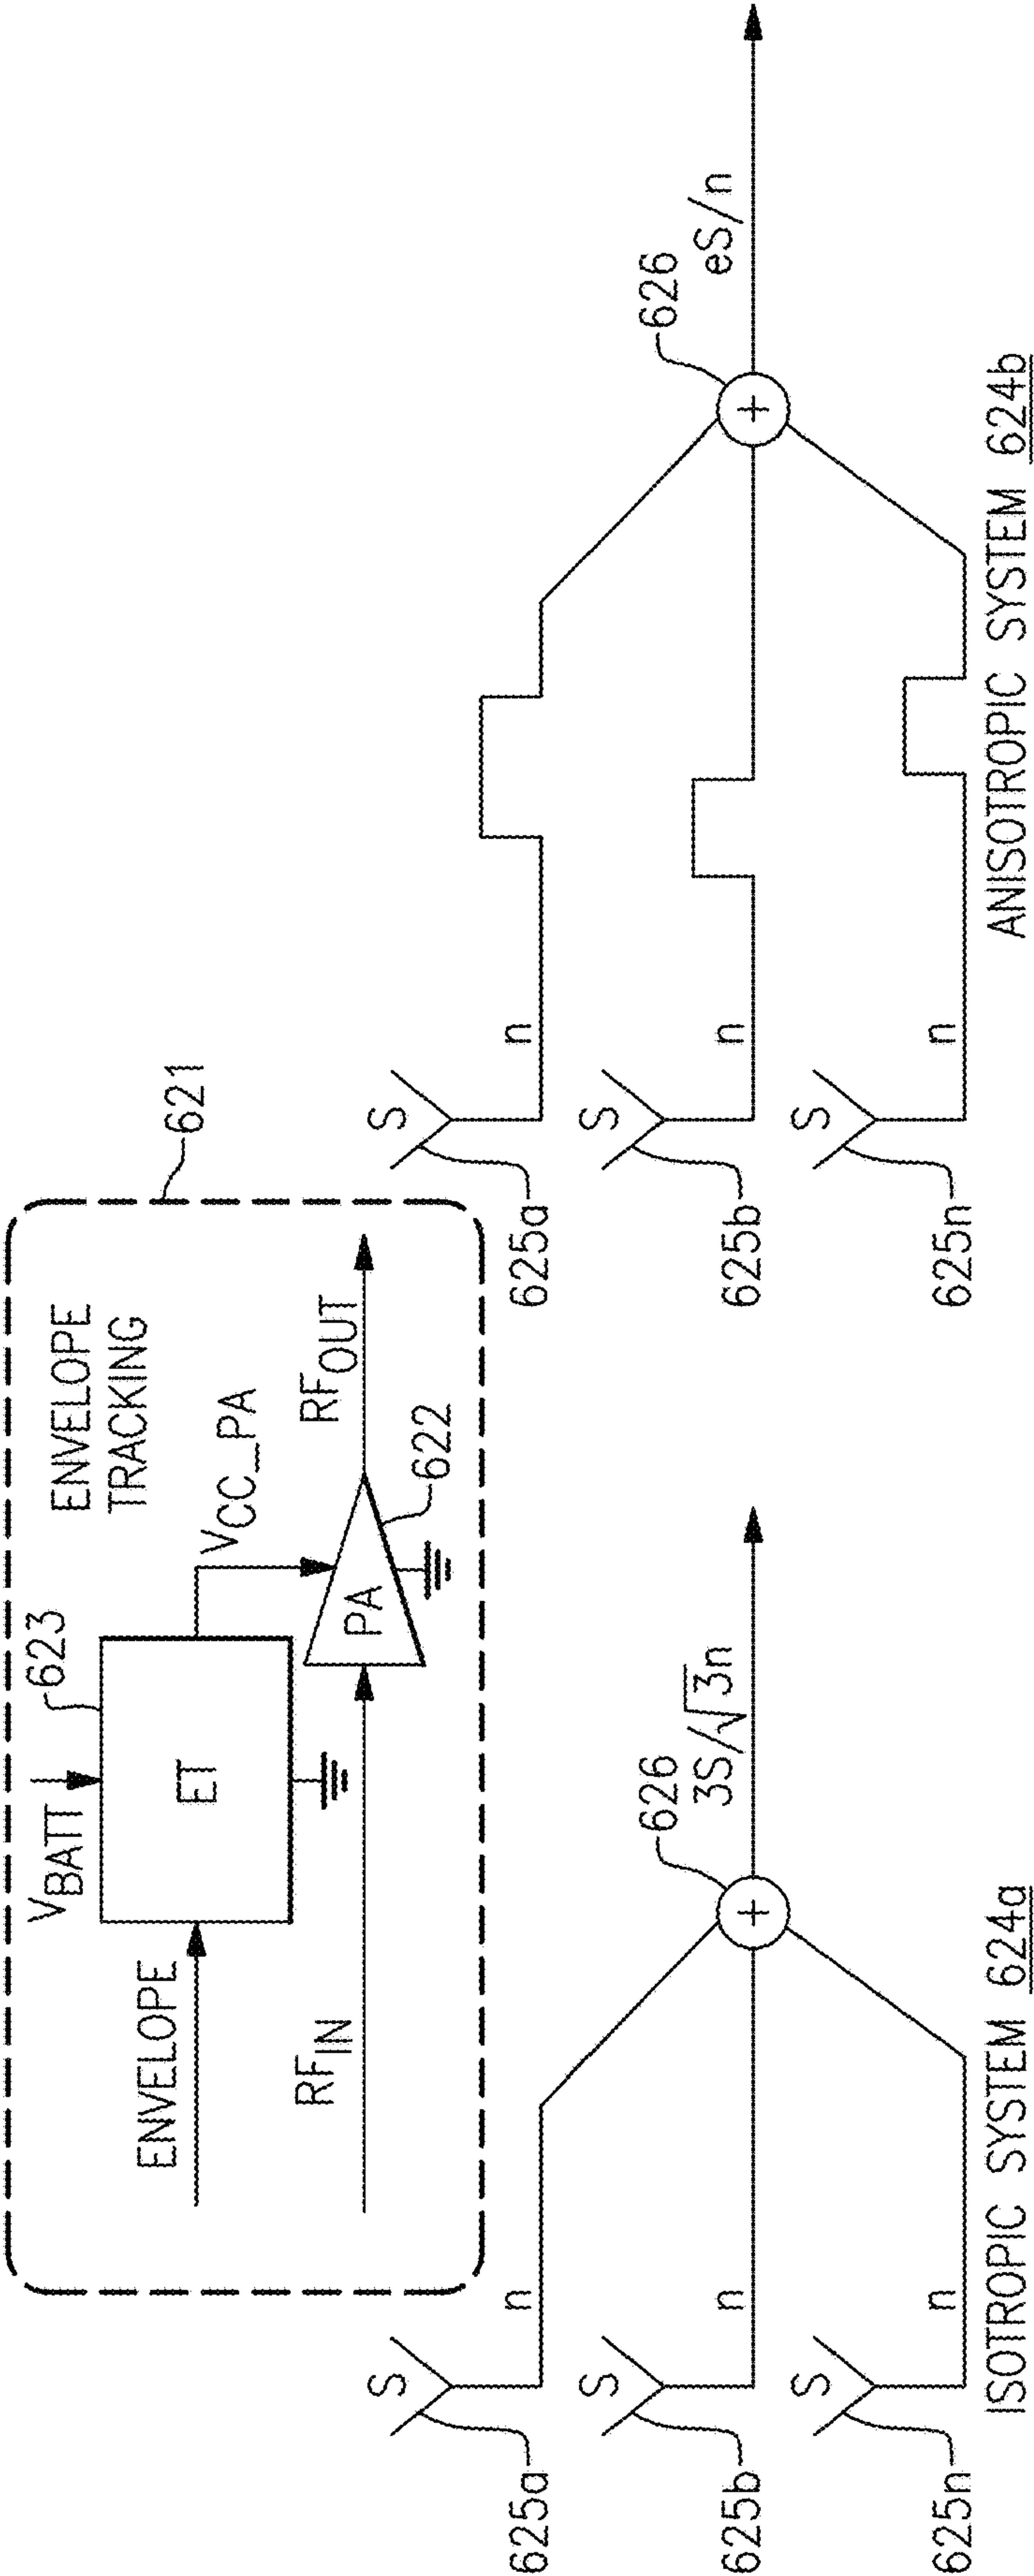 621
ENVELOPE
TRACKING
V_BATT
623
ENVELOPE
ET
V_CC_PA
RF_IN
PA
RF_OUT
622
625a
S
n
625b
S
n
625n
S
n
626
3S/√3n
ISOTROPIC SYSTEM 624a
625a
S
n
625b
S
n
625n
S
n
626
eS/n
ANISOTROPIC SYSTEM 624b